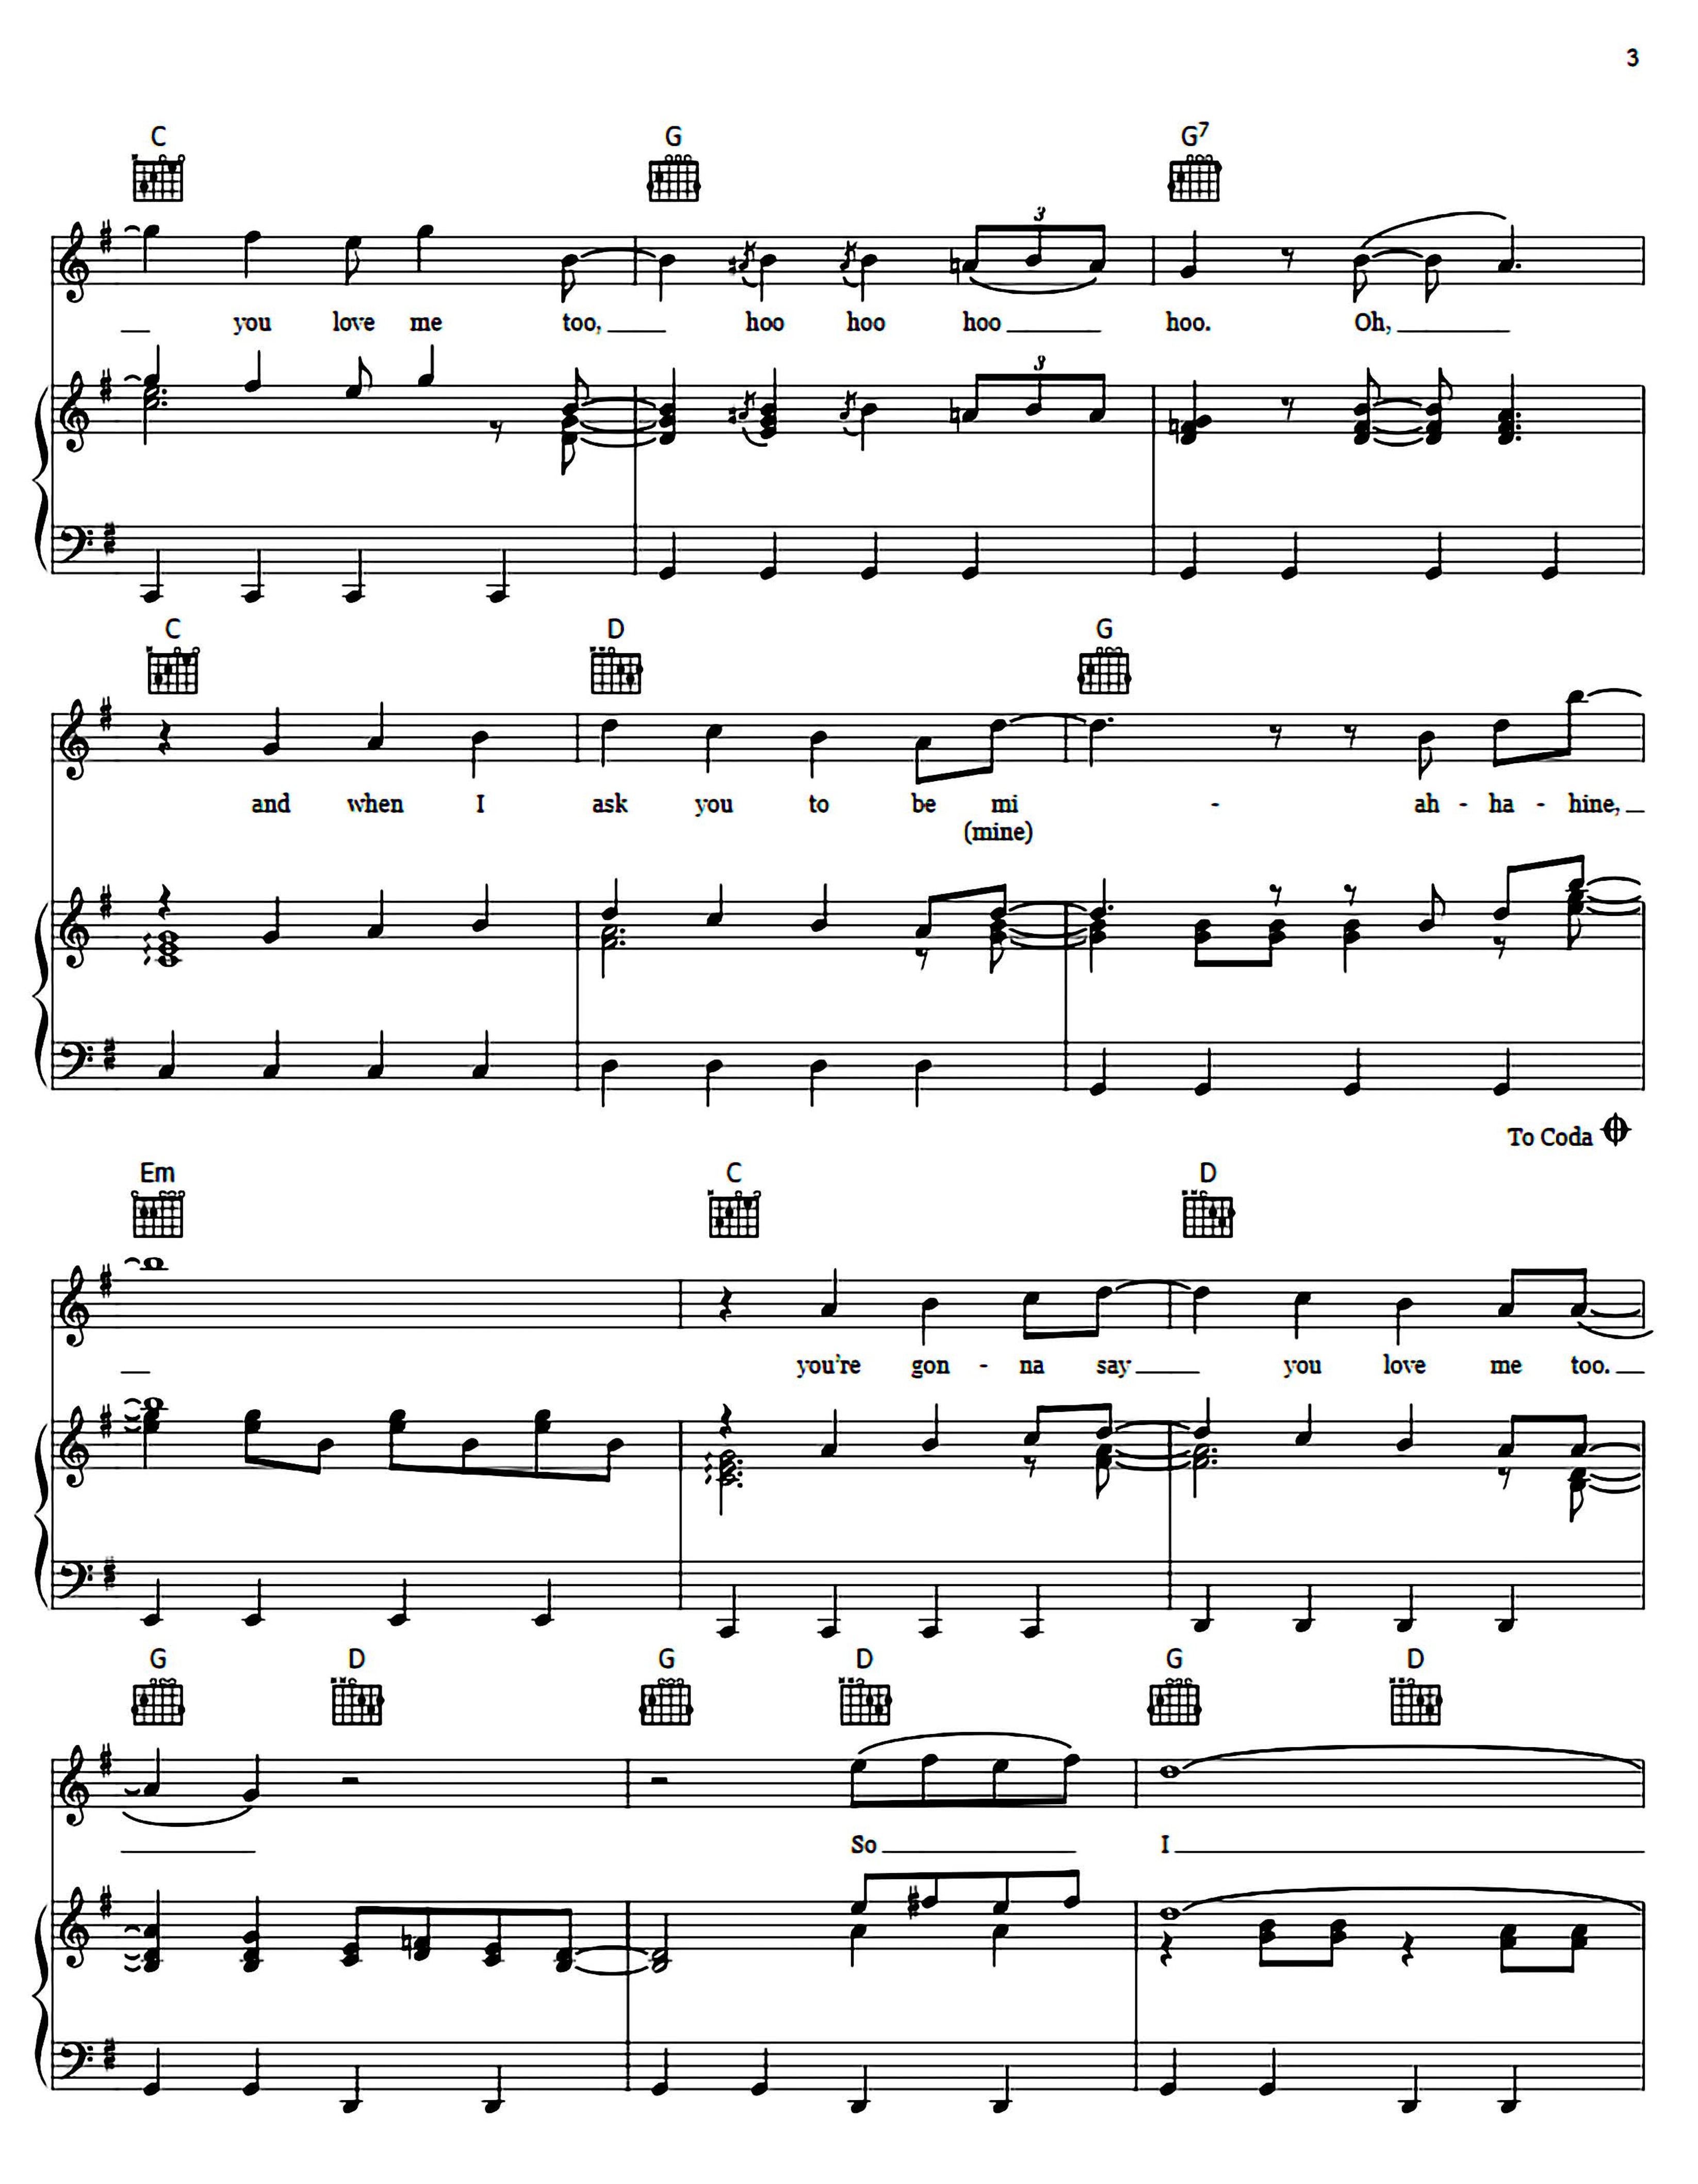 3
C G G7
3
you love me too, hoo hoo hoo hoo. Oh,
3
C D G
and when I ask you to be mi - ah - ha - hine,
(mine)
To Coda
Em C D
you're gon - na say you love me too.
G D G D G D
So I